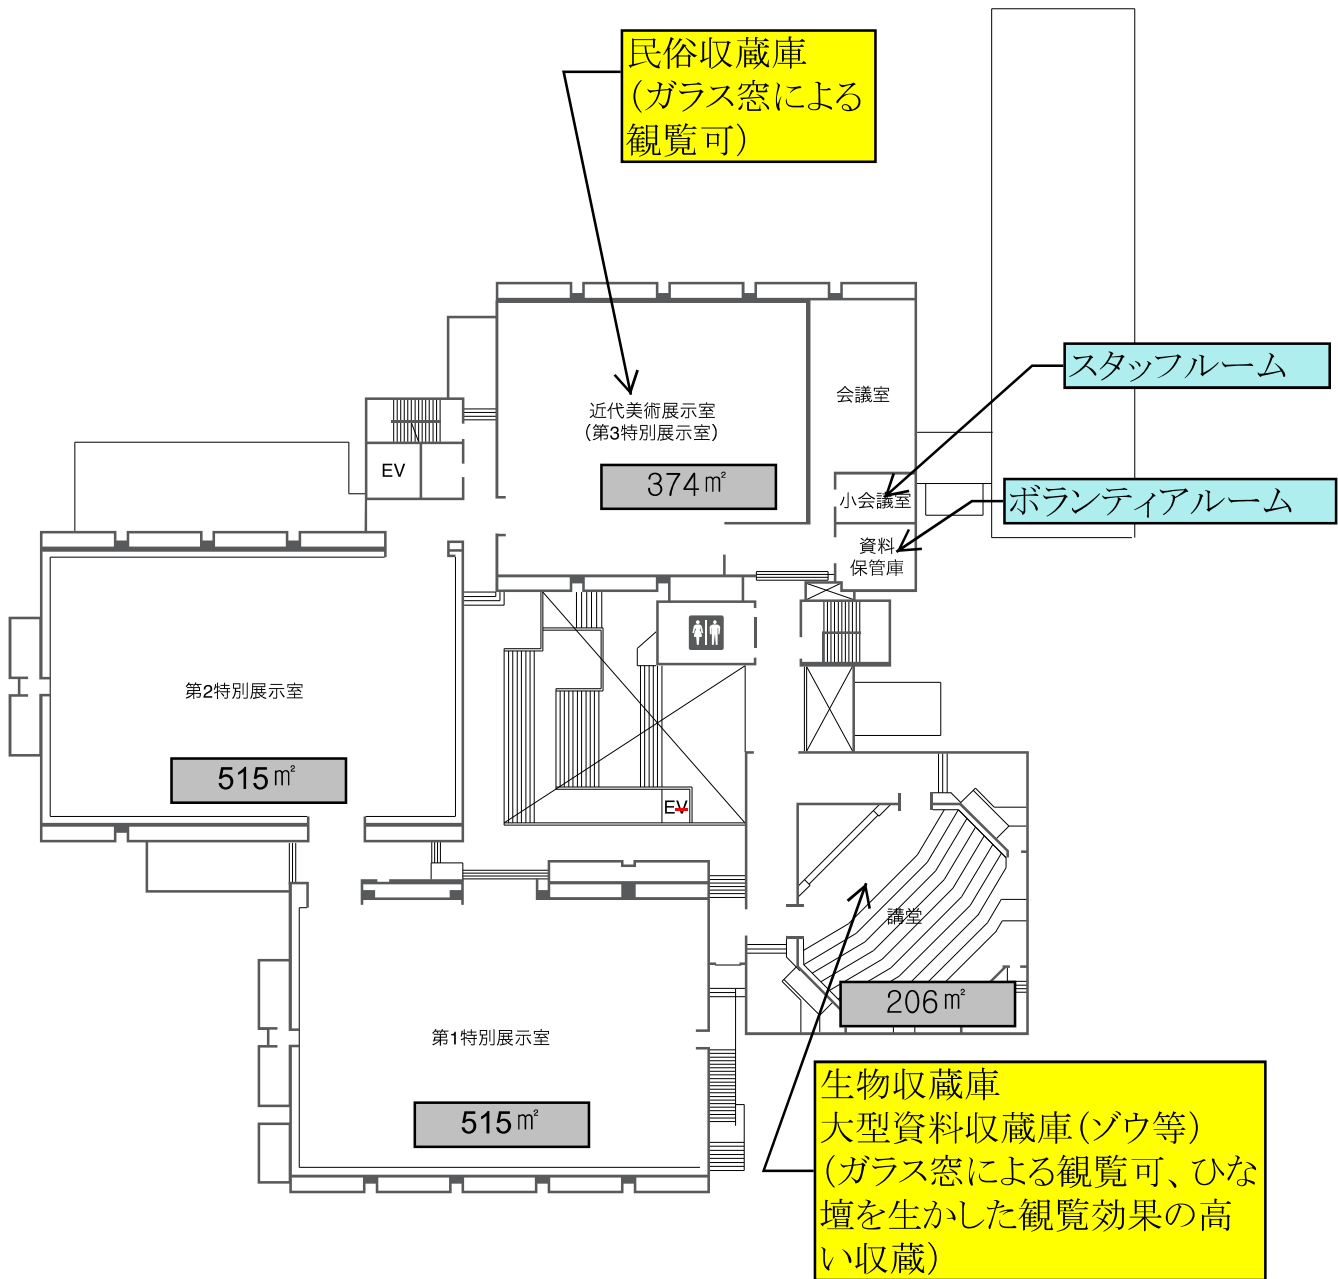 民俗収蔵庫
(ガラス窓による
観覧可)
スタッフルーム
会議室
近代美術展示室
(第3特別展示室)
EV
374㎡
小会議室
ボランティアルーム
資料
保管庫
第2特別展示室
515㎡
EV
講堂
206㎡
第1特別展示室
515㎡
生物収蔵庫
大型資料収蔵庫(ゾウ等)
(ガラス窓による観覧可、ひな
壇を生かした観覧効果の高
い収蔵)